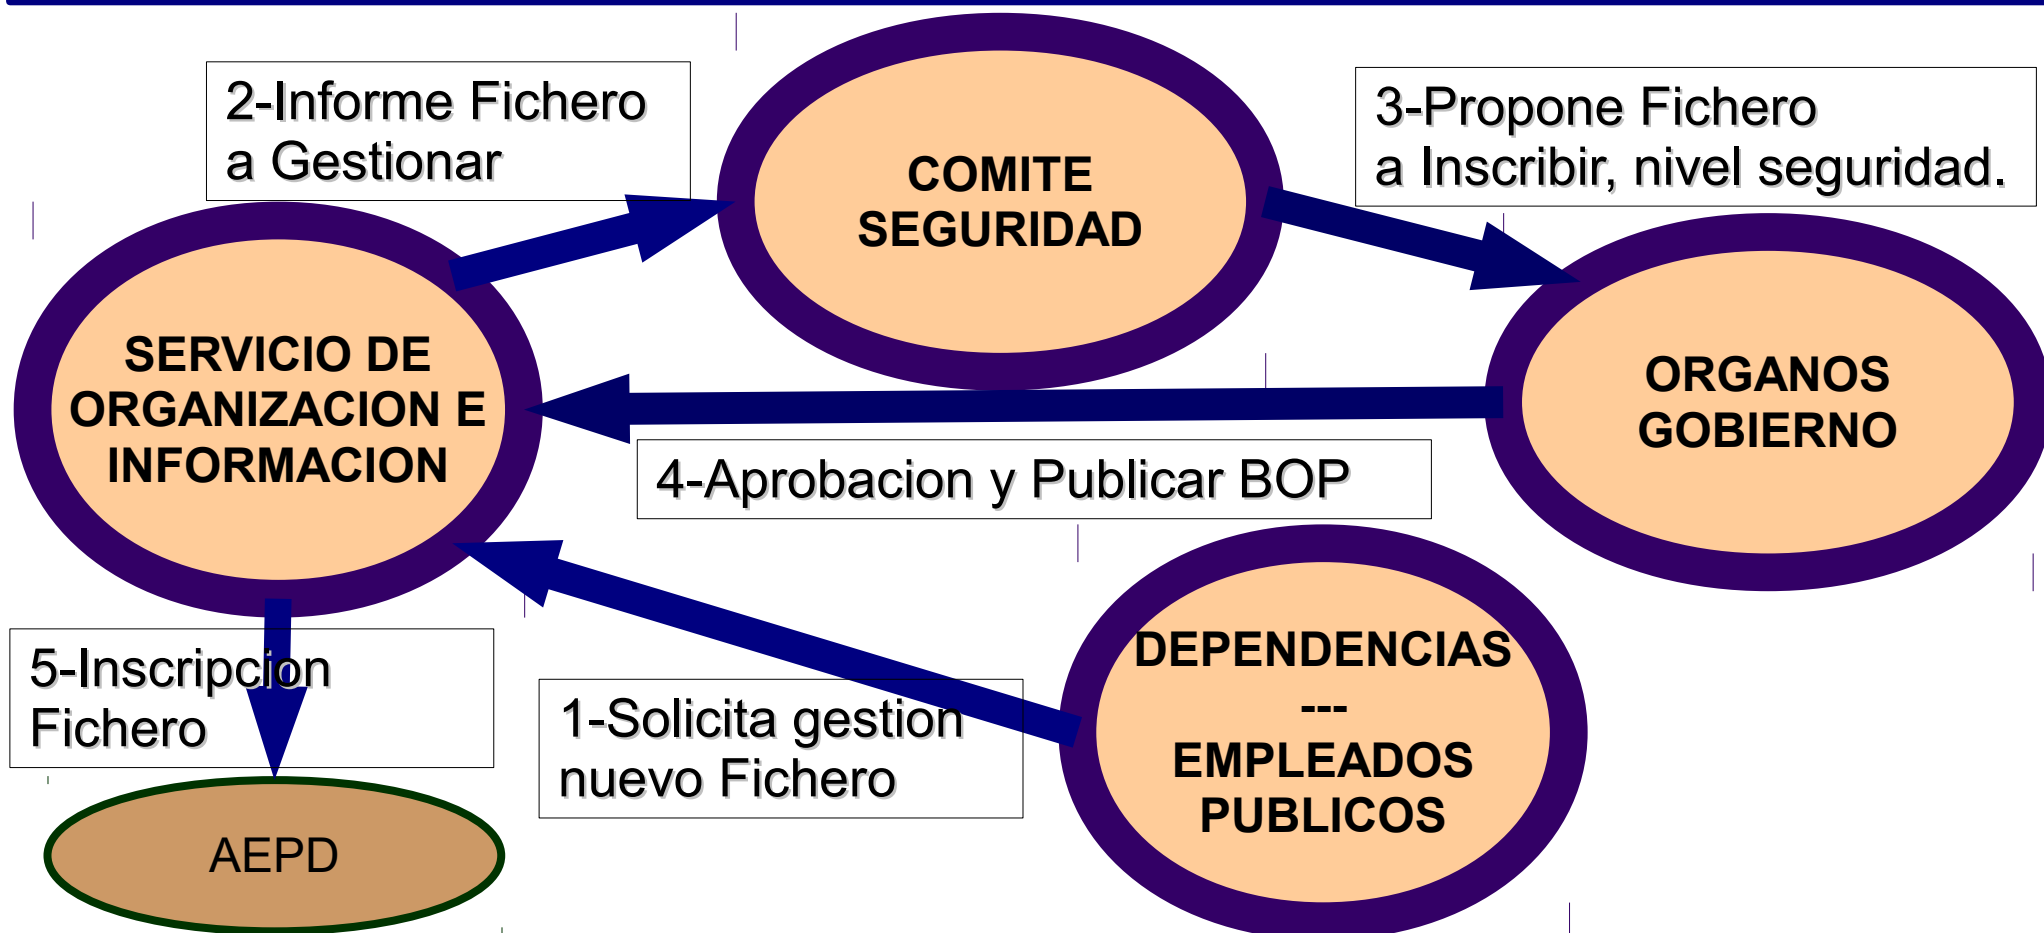 2-Informe Fichero
a Gestionar
COMITE
SEGURIDAD
3-Propone Fichero
a Inscribir, nivel seguridad.
SERVICIO DE
ORGANIZACION E
INFORMACION
ORGANOS
GOBIERNO
4-Aprobacion y Publicar BOP
5-Inscripcion
Fichero
1-Solicita gestion
nuevo Fichero
DEPENDENCIAS
---
EMPLEADOS
PUBLICOS
AEPD